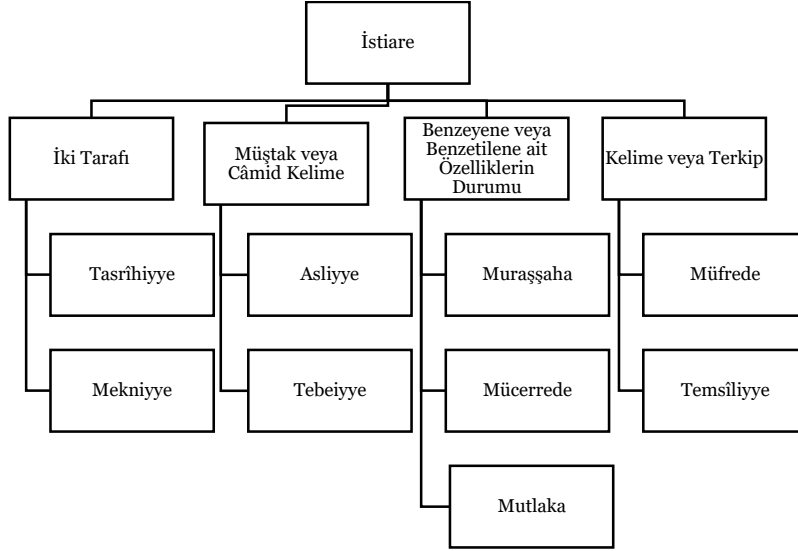 İstiare
İki Tarafı
Müştak veya
Câmid Kelime
Benzeyene veya
Benzetilene ait
Özelliklerin
Durumu
Kelime veya Terkip
Tasrîhiyye
Asliyye
Muraşşaha
Müfrede
Mekniyye
Tebeiyye
Mücerrede
Temsîliyye
Mutlaka